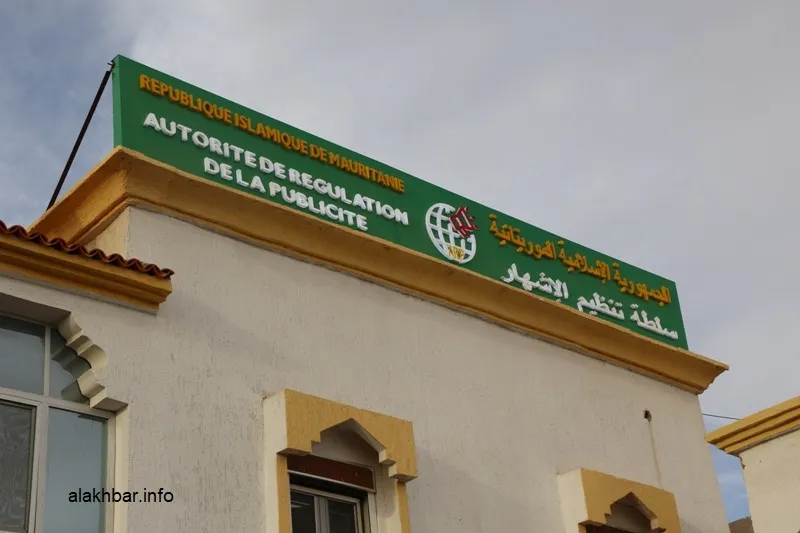 REPUBLIQUE ISLAMIQUE DE MAURITANIE
AUTORITE DE REGULATION
DE LA PUBLICITE
الجمهورية الإسلامية الموريتانية
سلطة تنظيم الإشهار
alakhbar.info